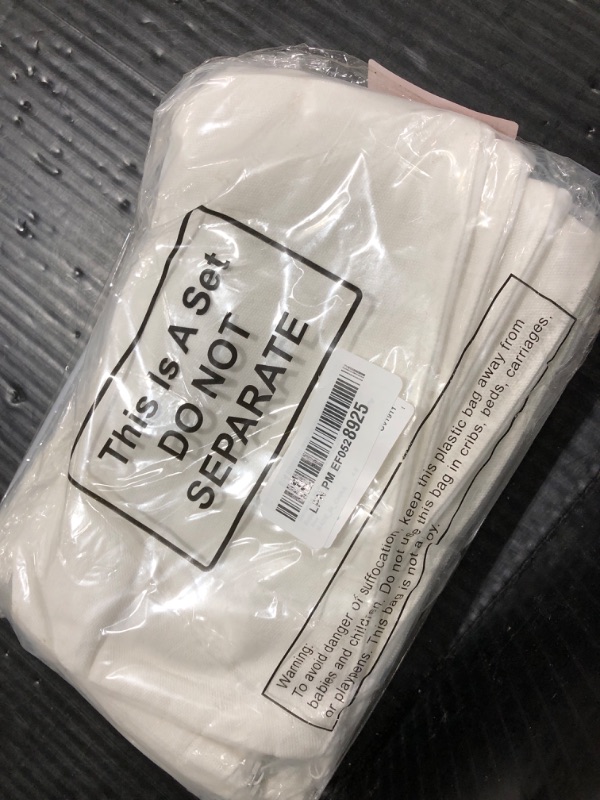 This Is A Set
DO NOT
SEPARATE
PM EF0528925
Warning:
To avoid danger of suffocation, keep this plastic bag away from
babies and children. Do not use this bag in cribs, beds, carriages,
or playpens. This bag is not a toy.